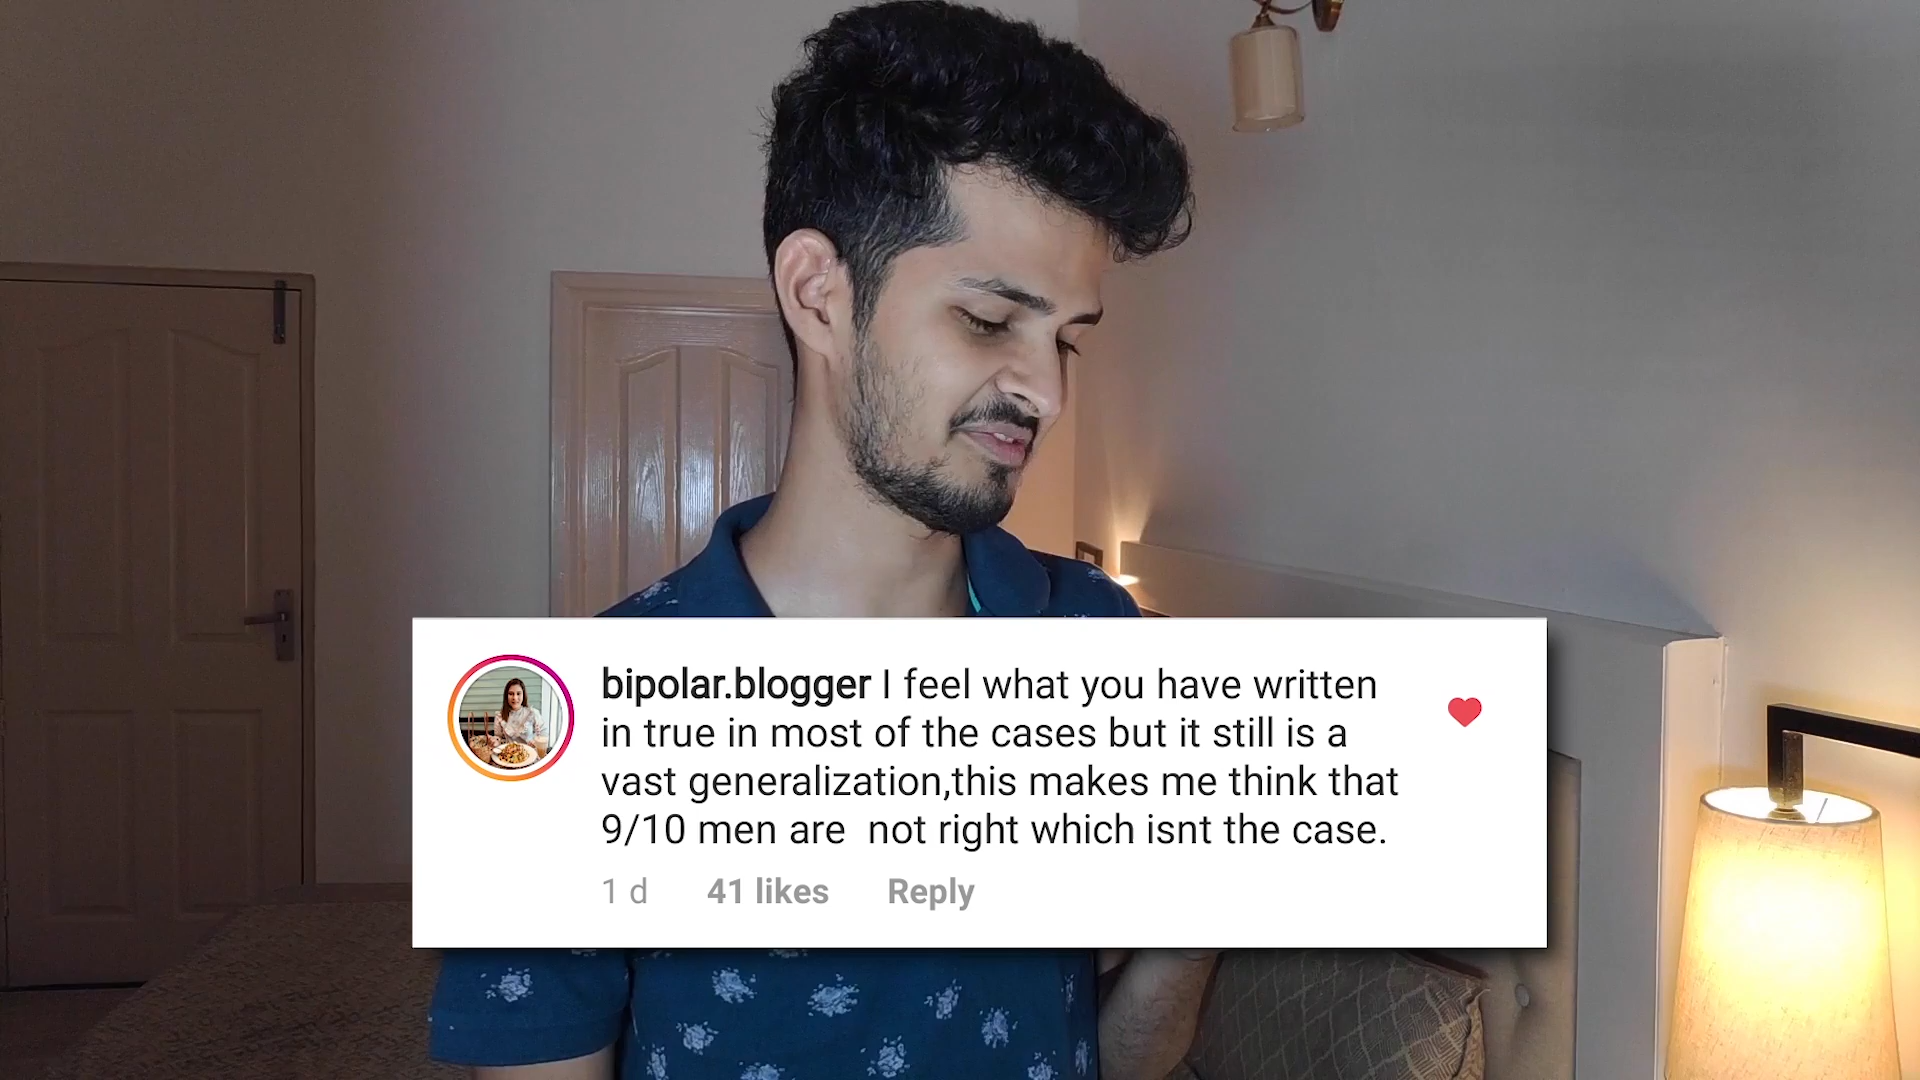 bipolar.blogger I feel what you have written
in true in most of the cases but it still is a
vast generalization,this makes me think that
9/10 men are  not right which isnt the case.
1 d 41 likes Reply